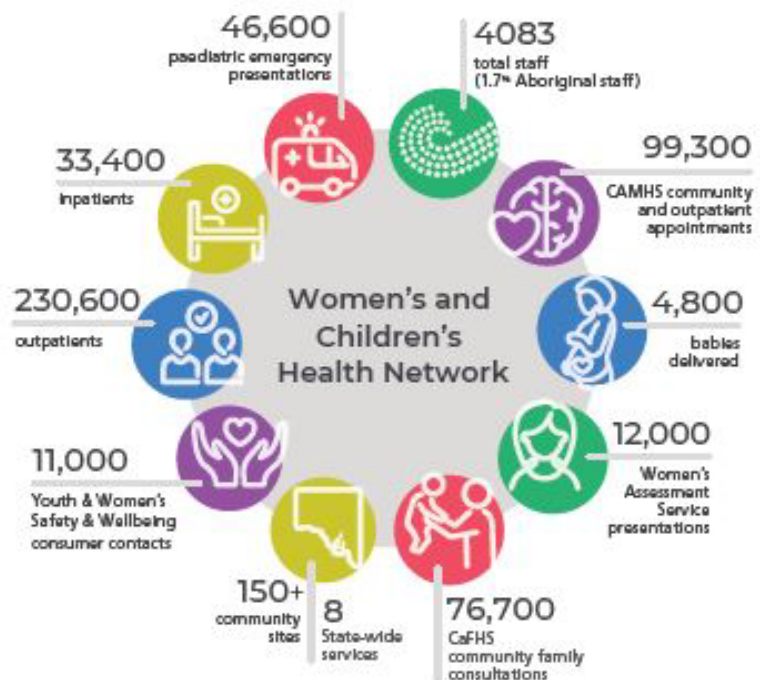 46,600
paediatric emergency
presentations
4083
total staff
(1.7% Aboriginal staff)
99,300
CAMHS community
and outpatient
appointments
4,800
babies
delivered
12,000
Women's
Assessment
Service
presentations
76,700
CaFHS
community family
consultations
8
State-wide
services
150+
community
sites
11,000
Youth & Women's
Safety & Wellbeing
consumer contacts
230,600
outpatients
33,400
Inpatients
Women's and
Children's
Health Network